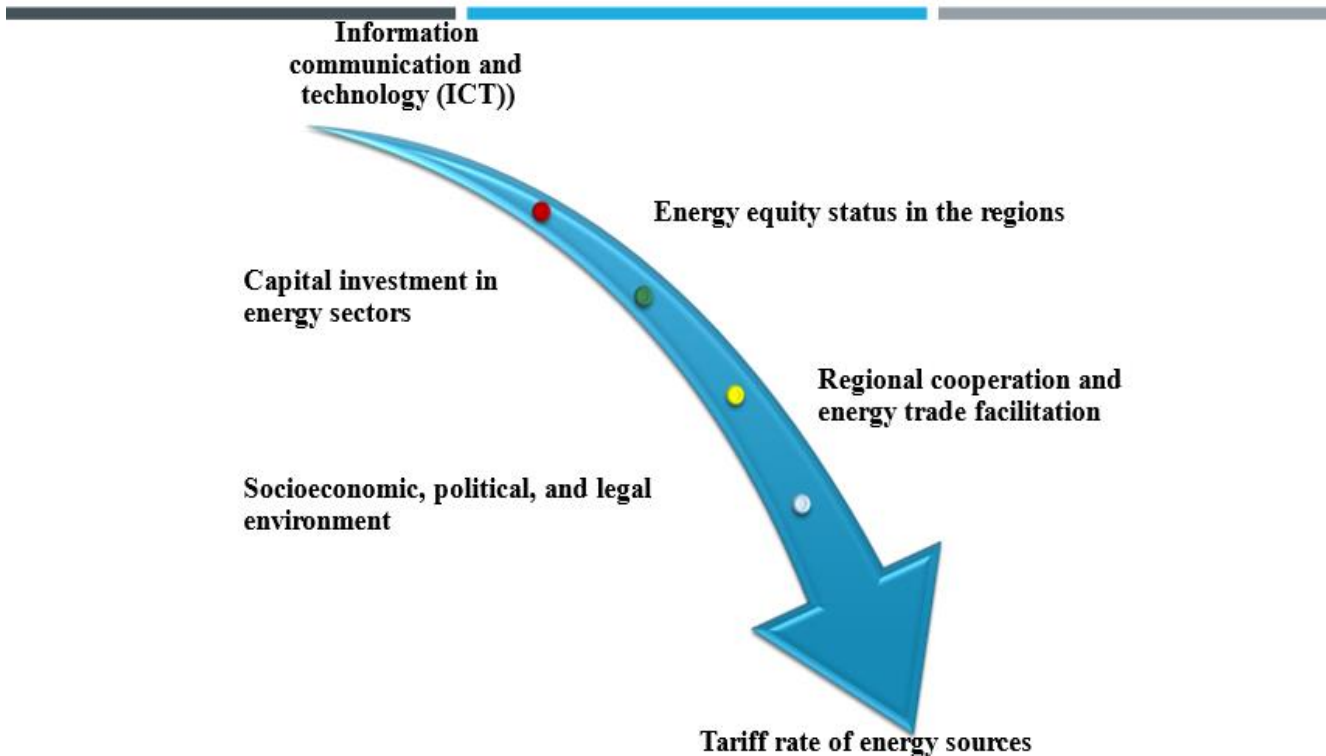 Information
communication and
technology (ICT))
Energy equity status in the regions
Capital investment in
energy sectors
Regional cooperation and
energy trade facilitation
Socioeconomic, political, and legal
environment
Tariff rate of energy sources